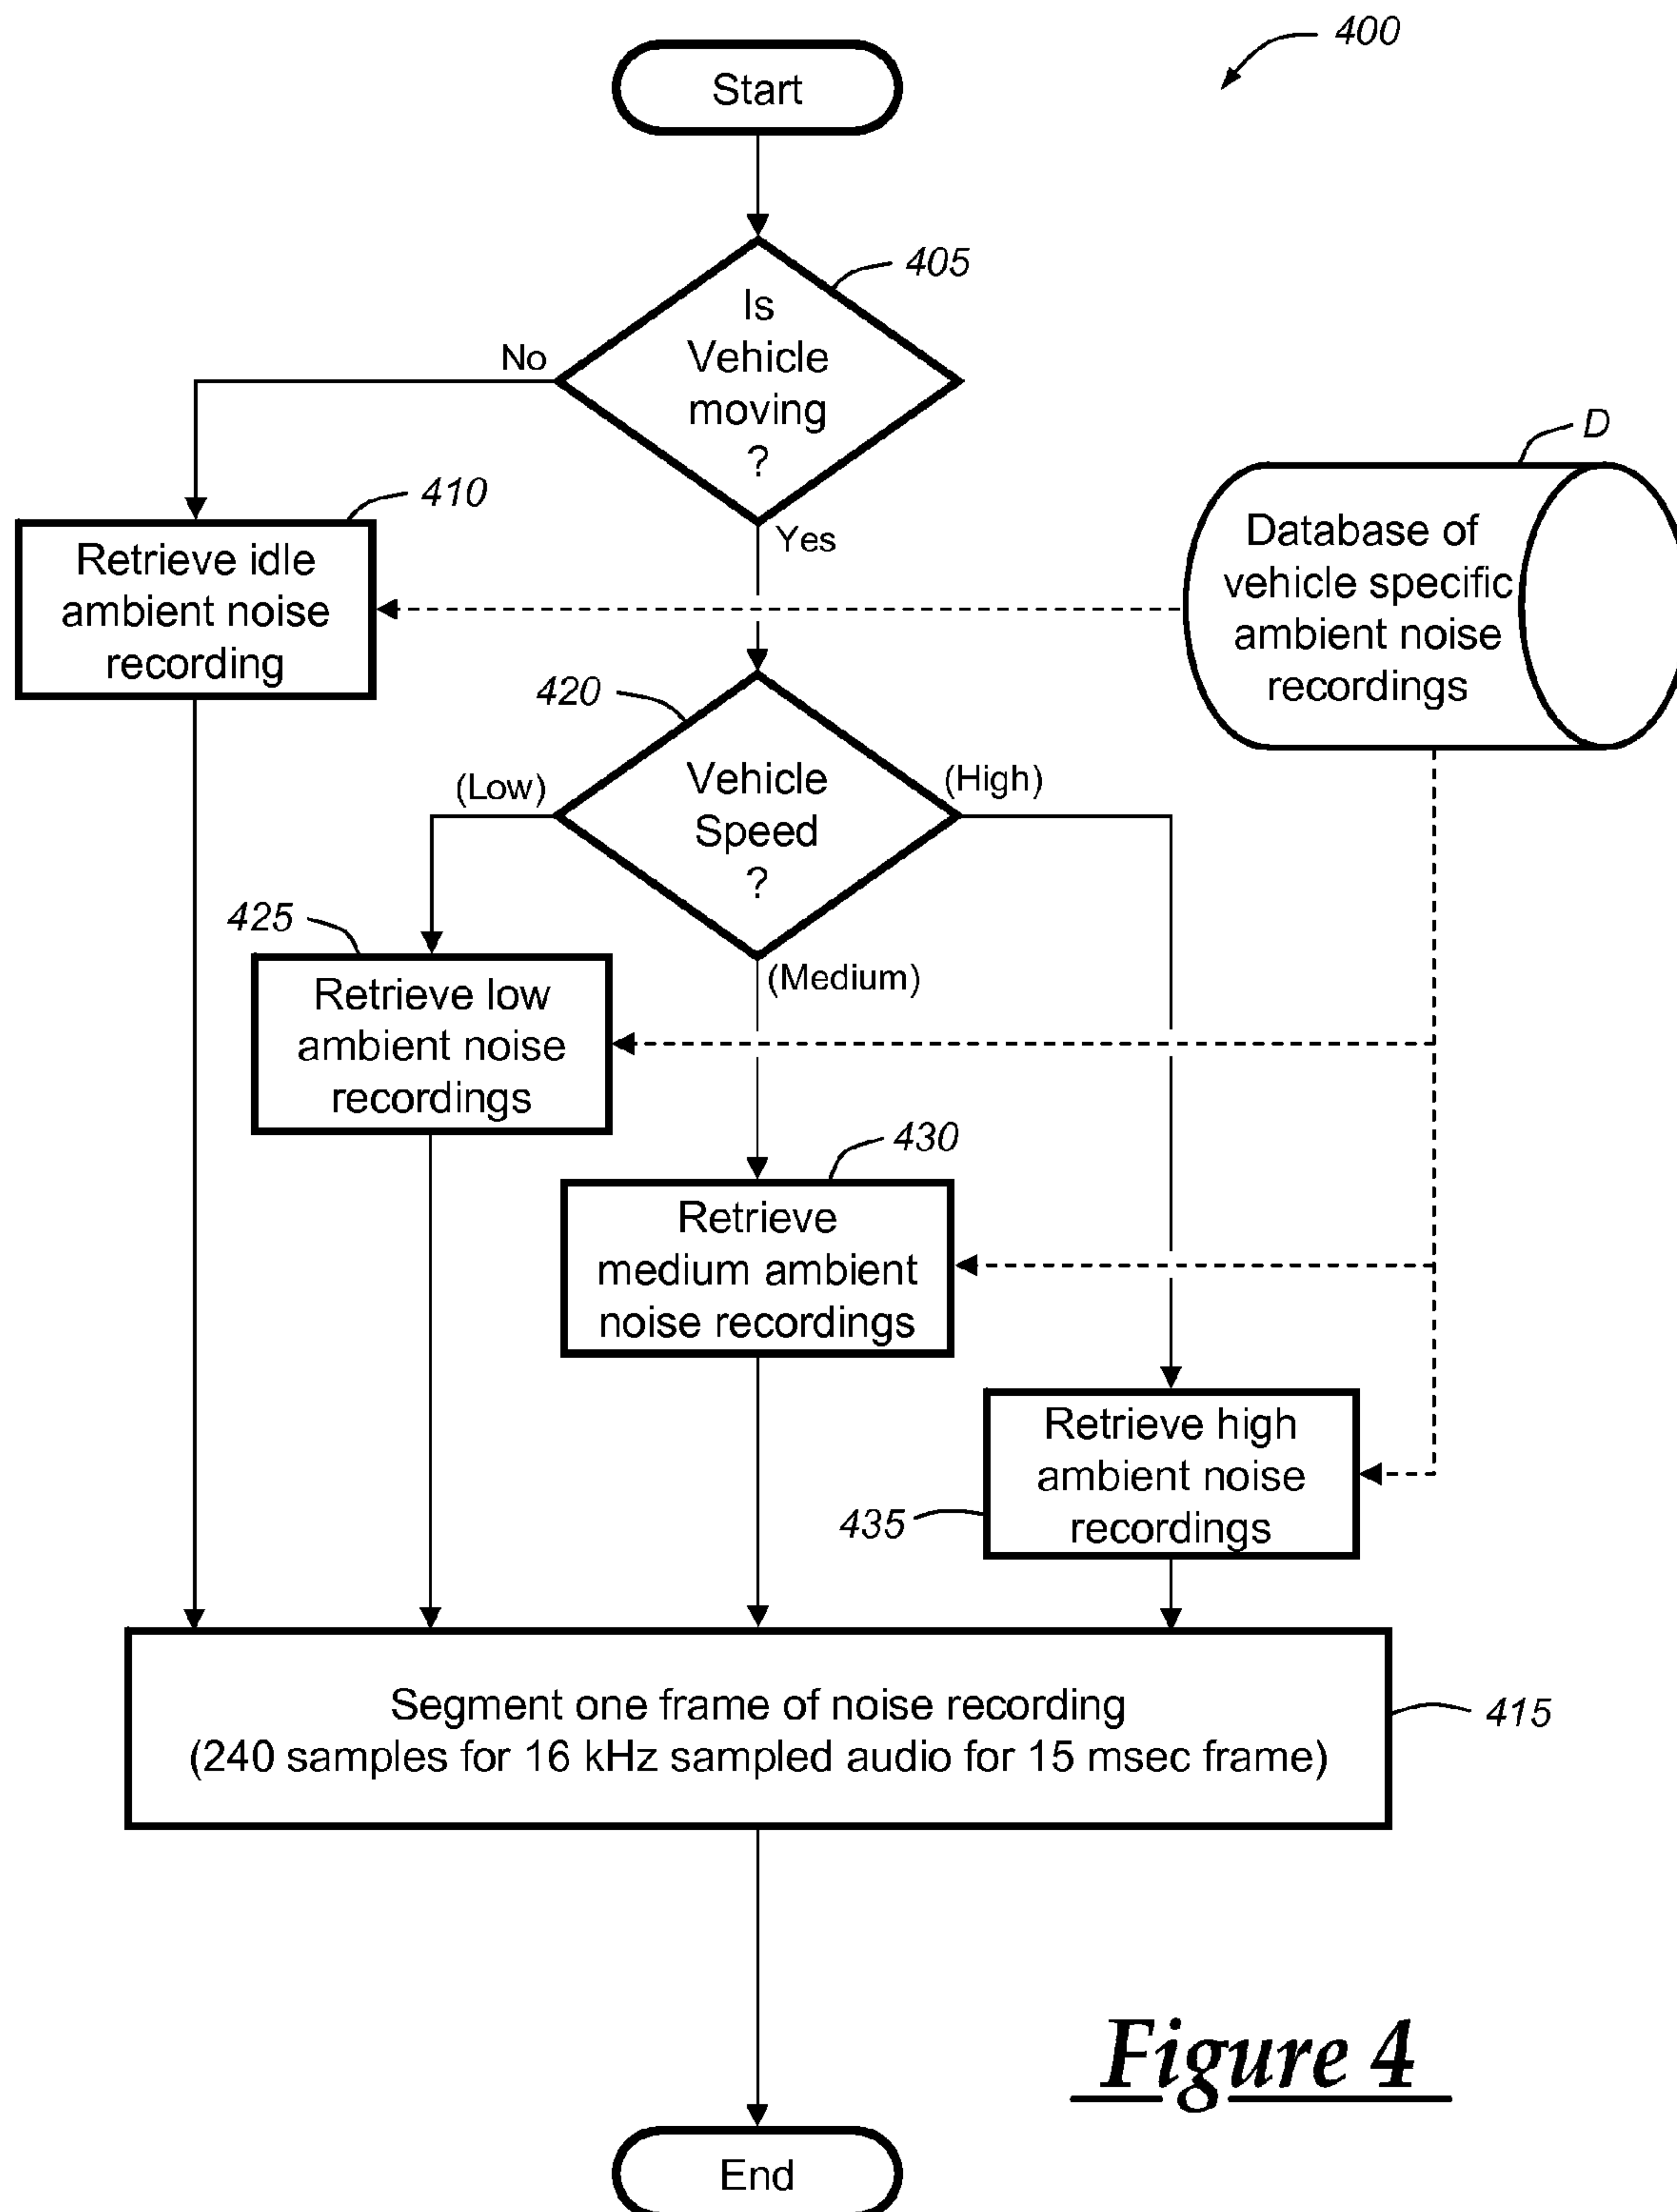 400
Start
405
Is
Vehicle
moving
?
No
Yes
D
410
Retrieve idle
ambient noise
recording
Database of
vehicle specific
ambient noise
recordings
420
Vehicle
Speed
?
(Low)
(High)
(Medium)
425
Retrieve low
ambient noise
recordings
430
Retrieve
medium ambient
noise recordings
Retrieve high
ambient noise
recordings
435
Segment one frame of noise recording
(240 samples for 16 kHz sampled audio for 15 msec frame)
415
Figure 4
End